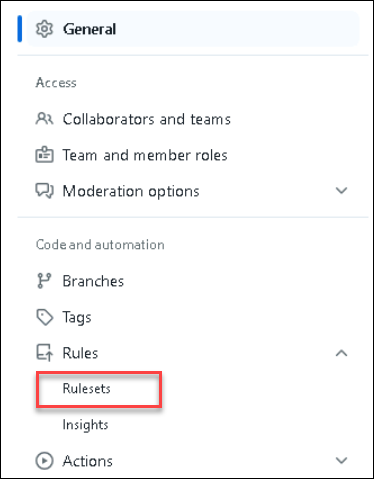 General
Access
Collaborators and teams
Team and member roles
Moderation options
Code and automation
Branches
Tags
Rules
Rulesets
Insights
Actions